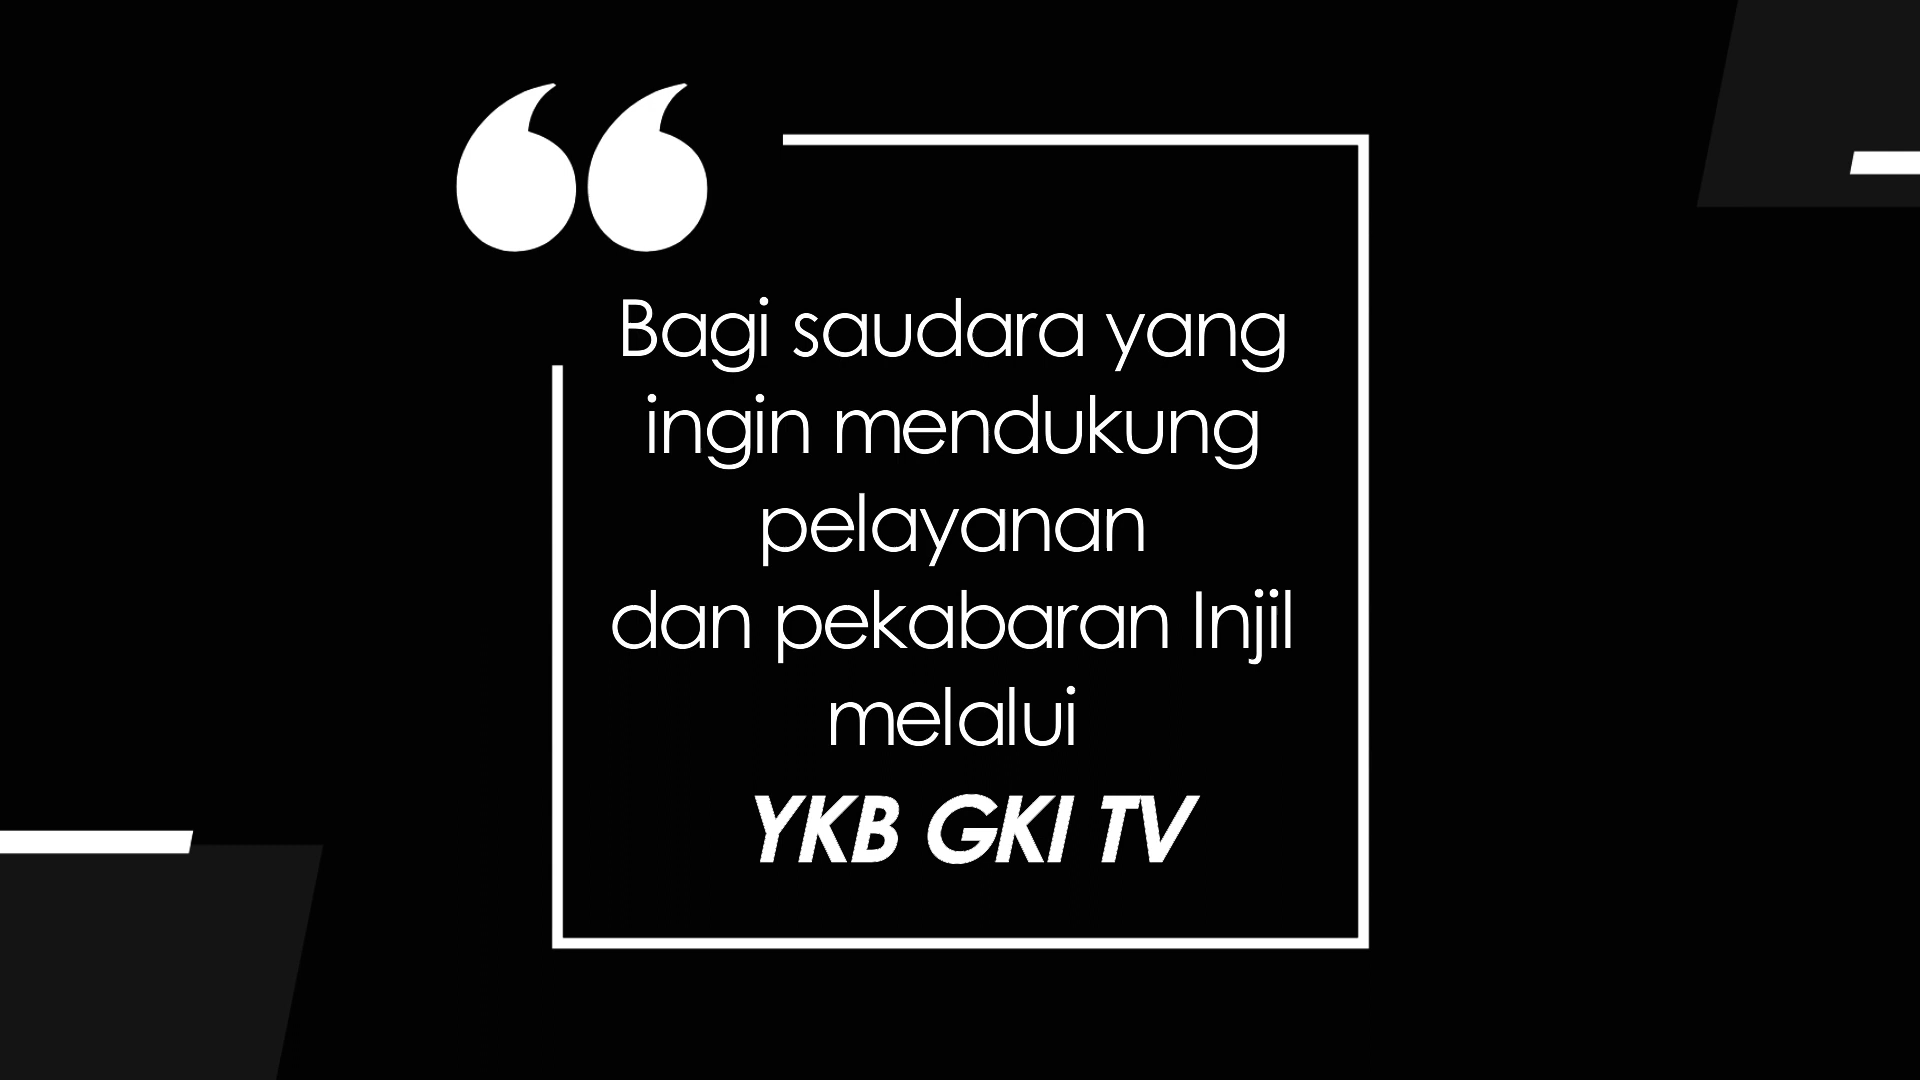 Bagi saudara yang
ingin mendukung
pelayanan
dan pekabaran Injil
melalui
YKB GKI TV